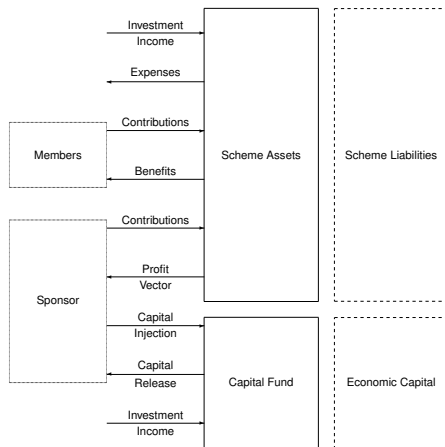 Investment
Income
Expenses
Contributions
Members
Scheme Assets
Scheme Liabilities
Benefits
Contributions
Profit
Vector
Sponsor
Capital
Injection
Capital
Release
Capital Fund
Economic Capital
Investment
Income